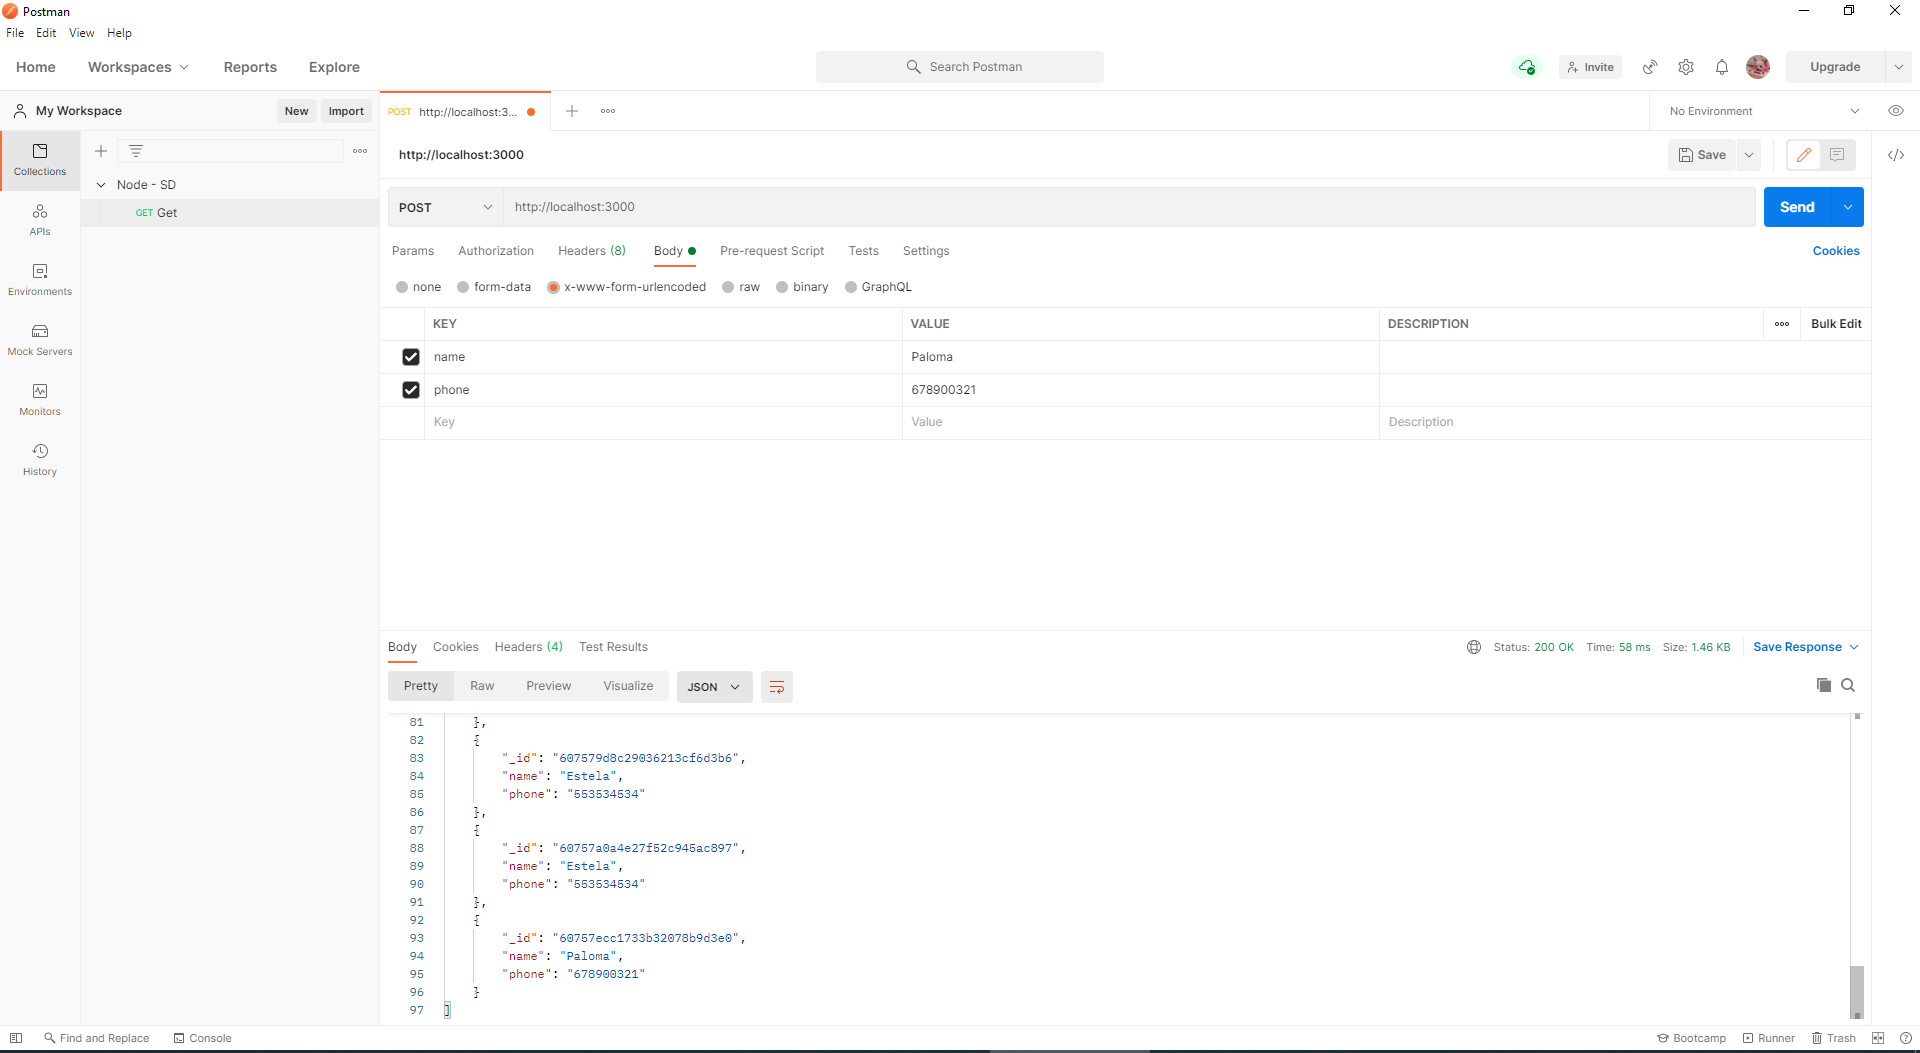 Postman
File Edit View Help
Home Workspaces Reports Explore Search Postman Invite Upgrade
My Workspace New Import POST http://localhost:3... No Environment
Collections
APIs
Environments
Mock Servers
Monitors
History
Node - SD
GET Get
http://localhost:3000 Save
POST http://localhost:3000 Send
Params Authorization Headers (8) Body Pre-request Script Tests Settings Cookies
none form-data x-www-form-urlencoded raw binary GraphQL
KEY VALUE DESCRIPTION Bulk Edit
name Paloma
phone 678900321
Key Value Description
Body Cookies Headers (4) Test Results Status: 200 OK Time: 58 ms Size: 1.46 KB Save Response
Pretty Raw Preview Visualize JSON
81 },
82 {
83 "_id": "607579d8c29036213cf6d3b6",
84 "name": "Estela",
85 "phone": "553534534"
86 },
87 {
88 "_id": "60757a0a4e27f52c945ac897",
89 "name": "Estela",
90 "phone": "553534534"
91 },
92 {
93 "_id": "60757ecc1733b32078b9d3e0",
94 "name": "Paloma",
95 "phone": "678900321"
96 }
97 ]
Find and Replace Console Bootcamp Runner Trash